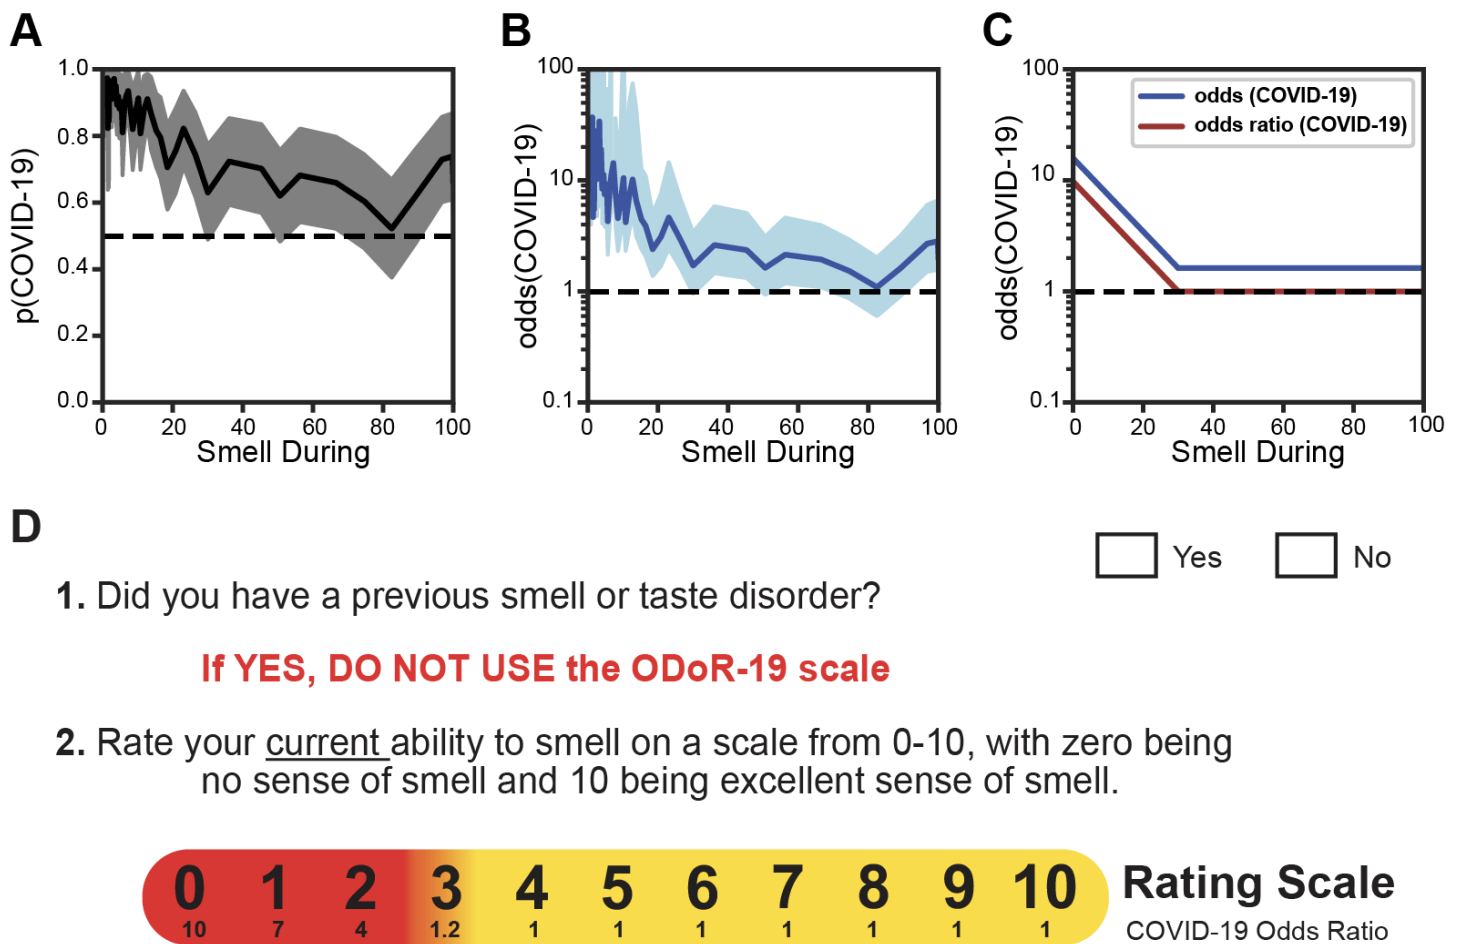 A
B
C
1.0
0.8
0.6
0.4
0.2
0.0
p(COVID-19)
0 20 40 60 80 100
Smell During
100
10
1
0.1
odds(COVID-19)
0 20 40 60 80 100
Smell During
100
10
1
0.1
odds(COVID-19)
odds (COVID-19)
odds ratio (COVID-19)
0 20 40 60 80 100
Smell During
D
Yes No
1. Did you have a previous smell or taste disorder?
If YES, DO NOT USE the ODoR-19 scale
2. Rate your current ability to smell on a scale from 0-10, with zero being
no sense of smell and 10 being excellent sense of smell.
0 1 2 3 4 5 6 7 8 9 10 Rating Scale
10 7 4 1.2 1 1 1 1 1 1 1 COVID-19 Odds Ratio